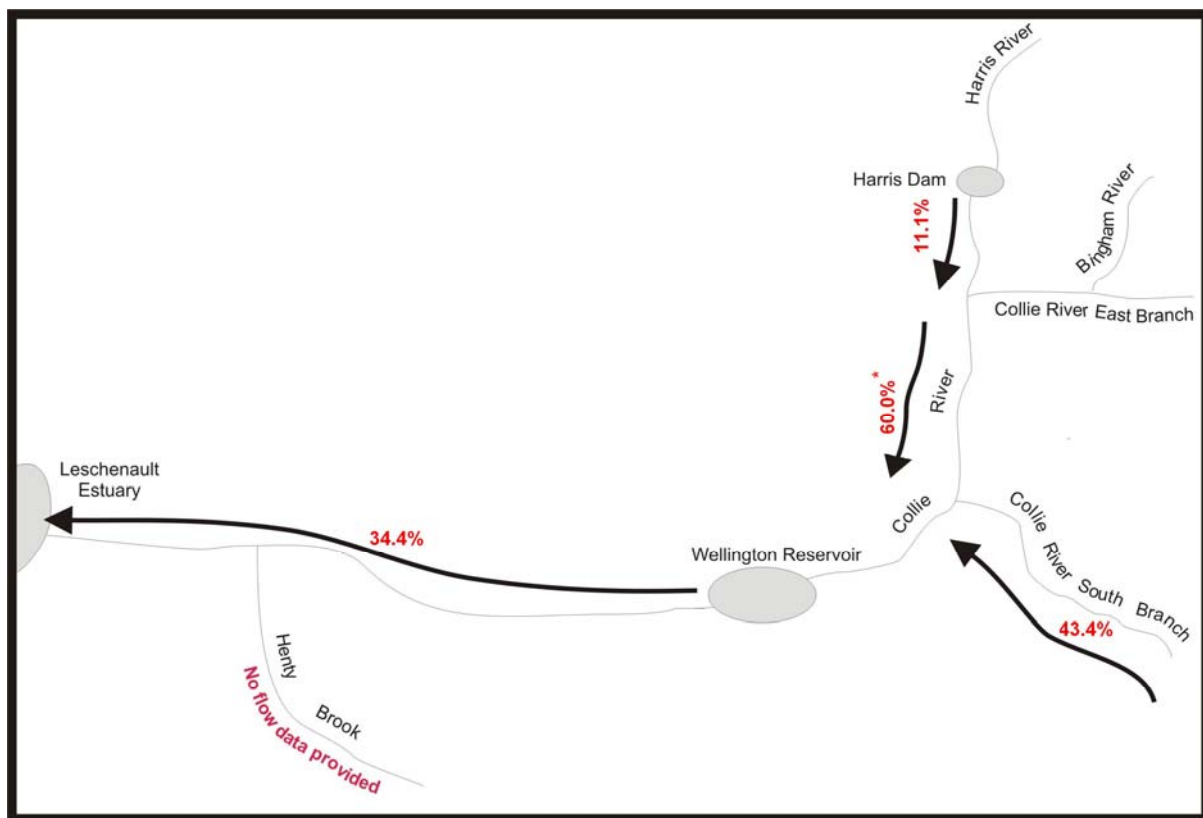 Harris River
Harris Dam
11.1%
Bingham River
Collie River East Branch
60.0%*
River
Collie
Leschenault
Estuary
34.4%
Wellington Reservoir
Collie River South Branch
43.4%
Henty
Brook
No flow data provided